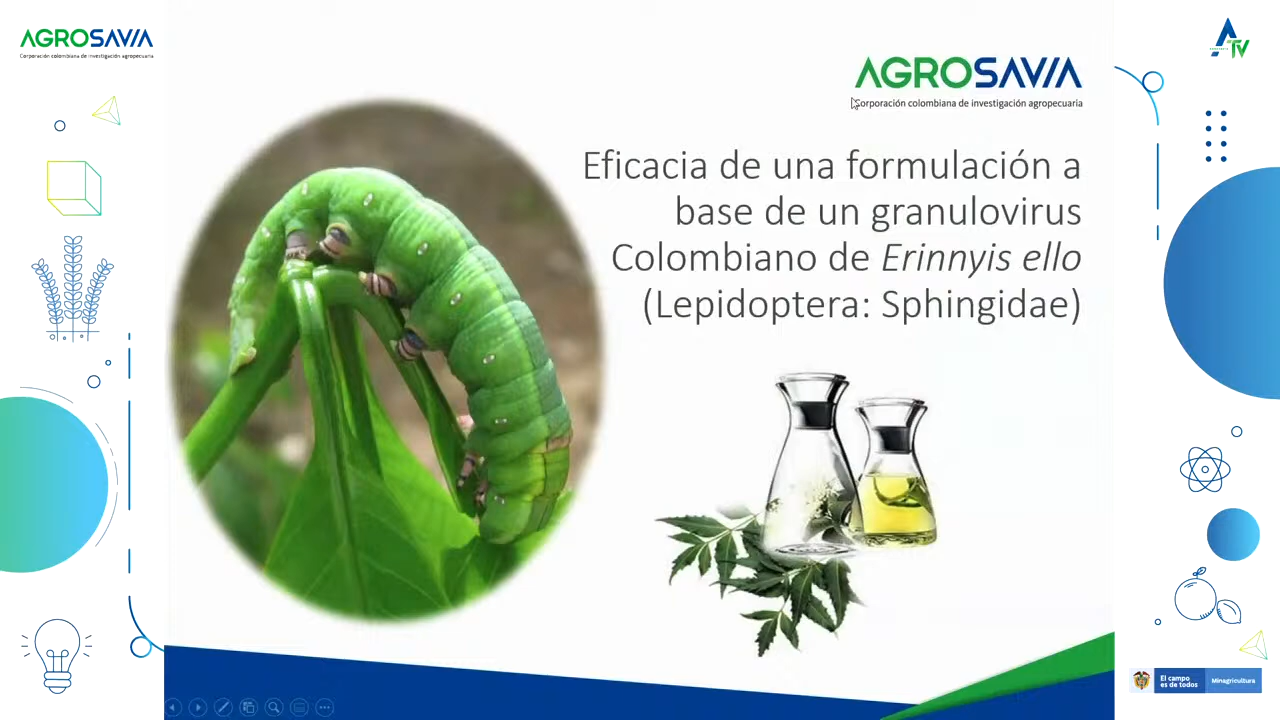 AGROSAVIA
Corporación colombiana de investigación agropecuaria
TV
AGROSAVIA
Corporación colombiana de investigación agropecuaria
Eficacia de una formulación a
base de un granulovirus
Colombiano de Erinnyis ello
(Lepidoptera: Sphingidae)
El campo
es de todos
Minagricultura